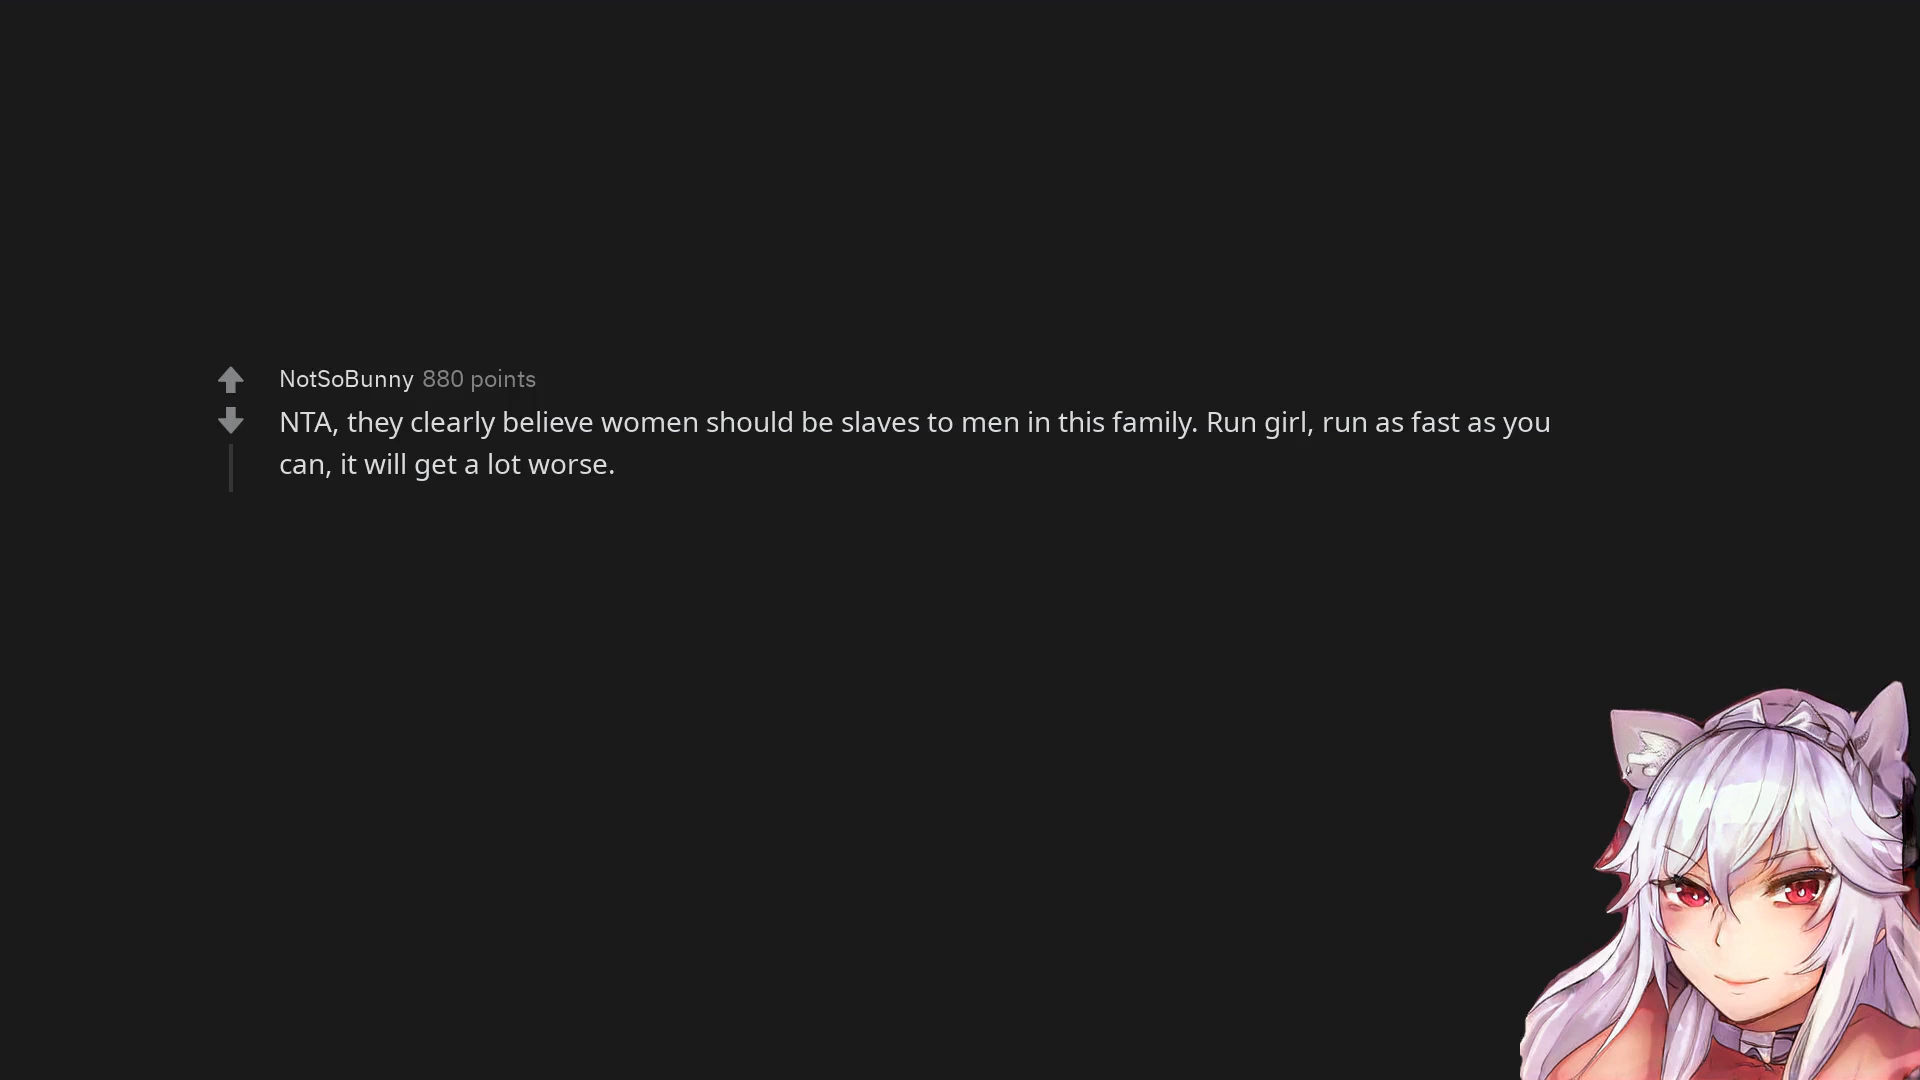 NotSoBunny 880 points
NTA, they clearly believe women should be slaves to men in this family. Run girl, run as fast as you
can, it will get a lot worse.